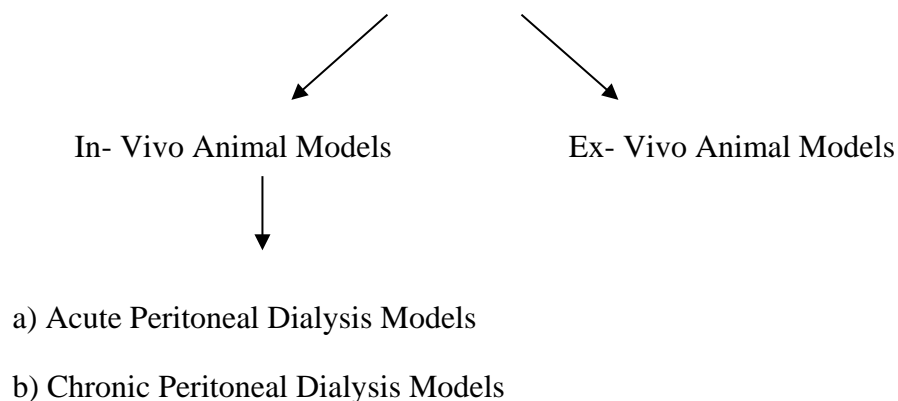 In- Vivo Animal Models Ex- Vivo Animal Models
a) Acute Peritoneal Dialysis Models
b) Chronic Peritoneal Dialysis Models